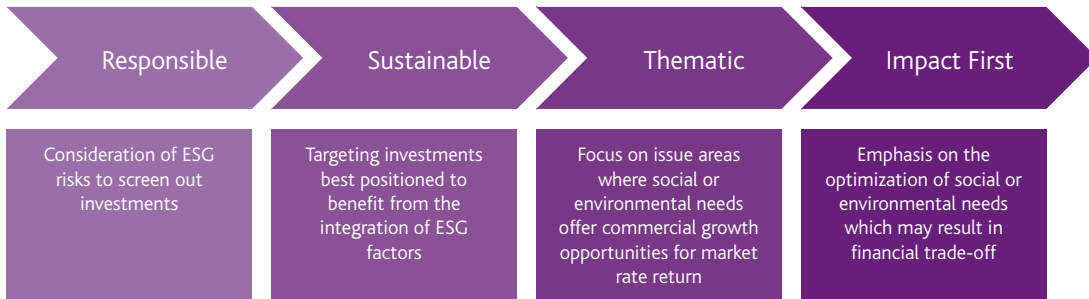 Responsible
Sustainable
Thematic
Impact First
Consideration of ESG
risks to screen out
investments
Targeting investments
best positioned to
benefit from the
integration of ESG
factors
Focus on issue areas
where social or
environmental needs
offer commercial growth
opportunities for market
rate return
Emphasis on the
optimization of social or
environmental needs
which may result in
financial trade-off